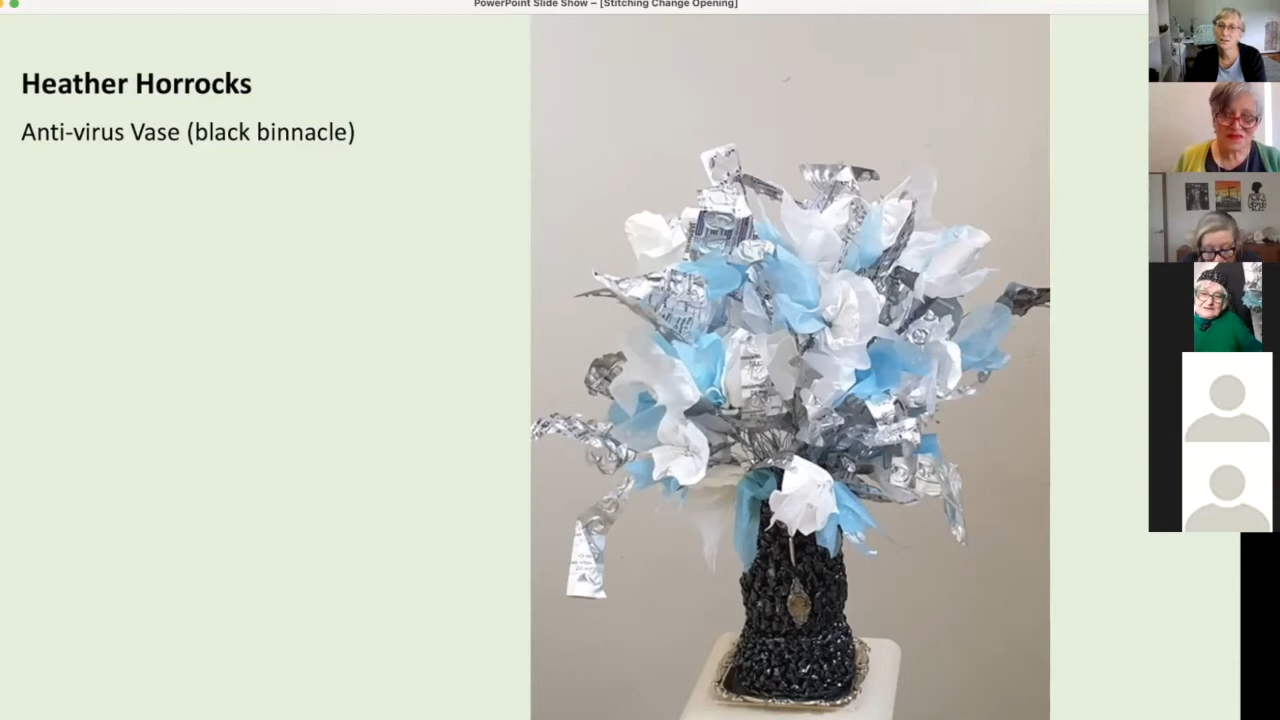 PowerPoint Slide Show – [Stitching Change Opening]
Heather Horrocks
Anti-virus Vase (black binnacle)